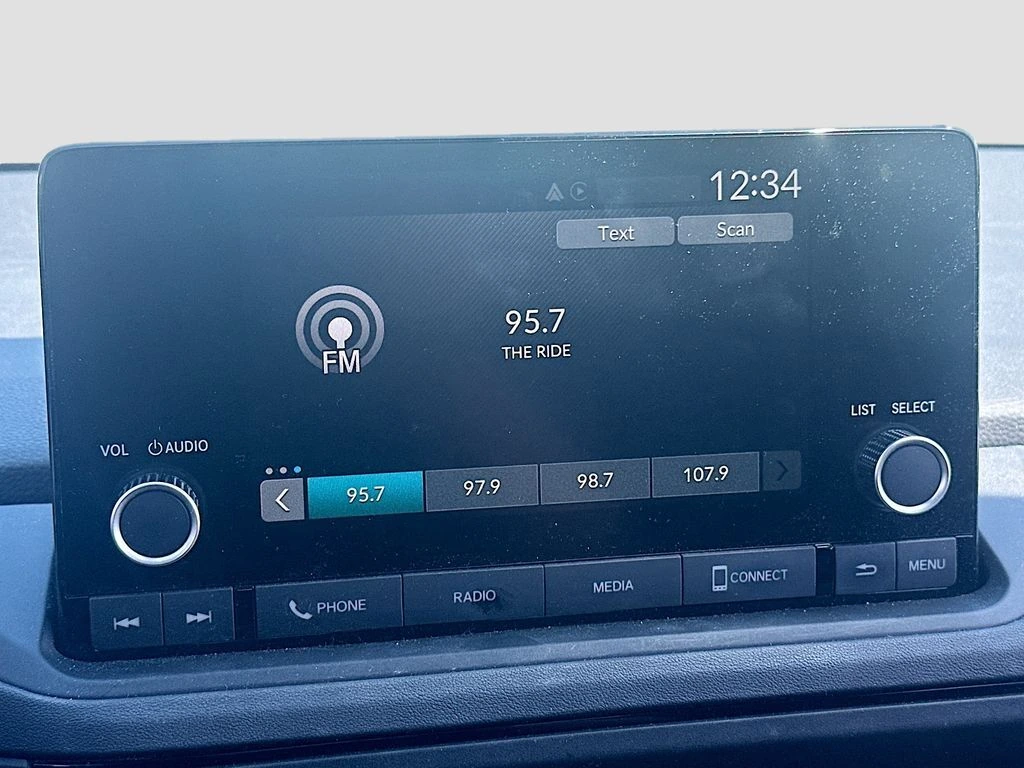 12:34
Text Scan
FM
95.7
THE RIDE
LIST SELECT
VOL AUDIO
95.7 97.9 98.7 107.9
PHONE RADIO MEDIA CONNECT MENU